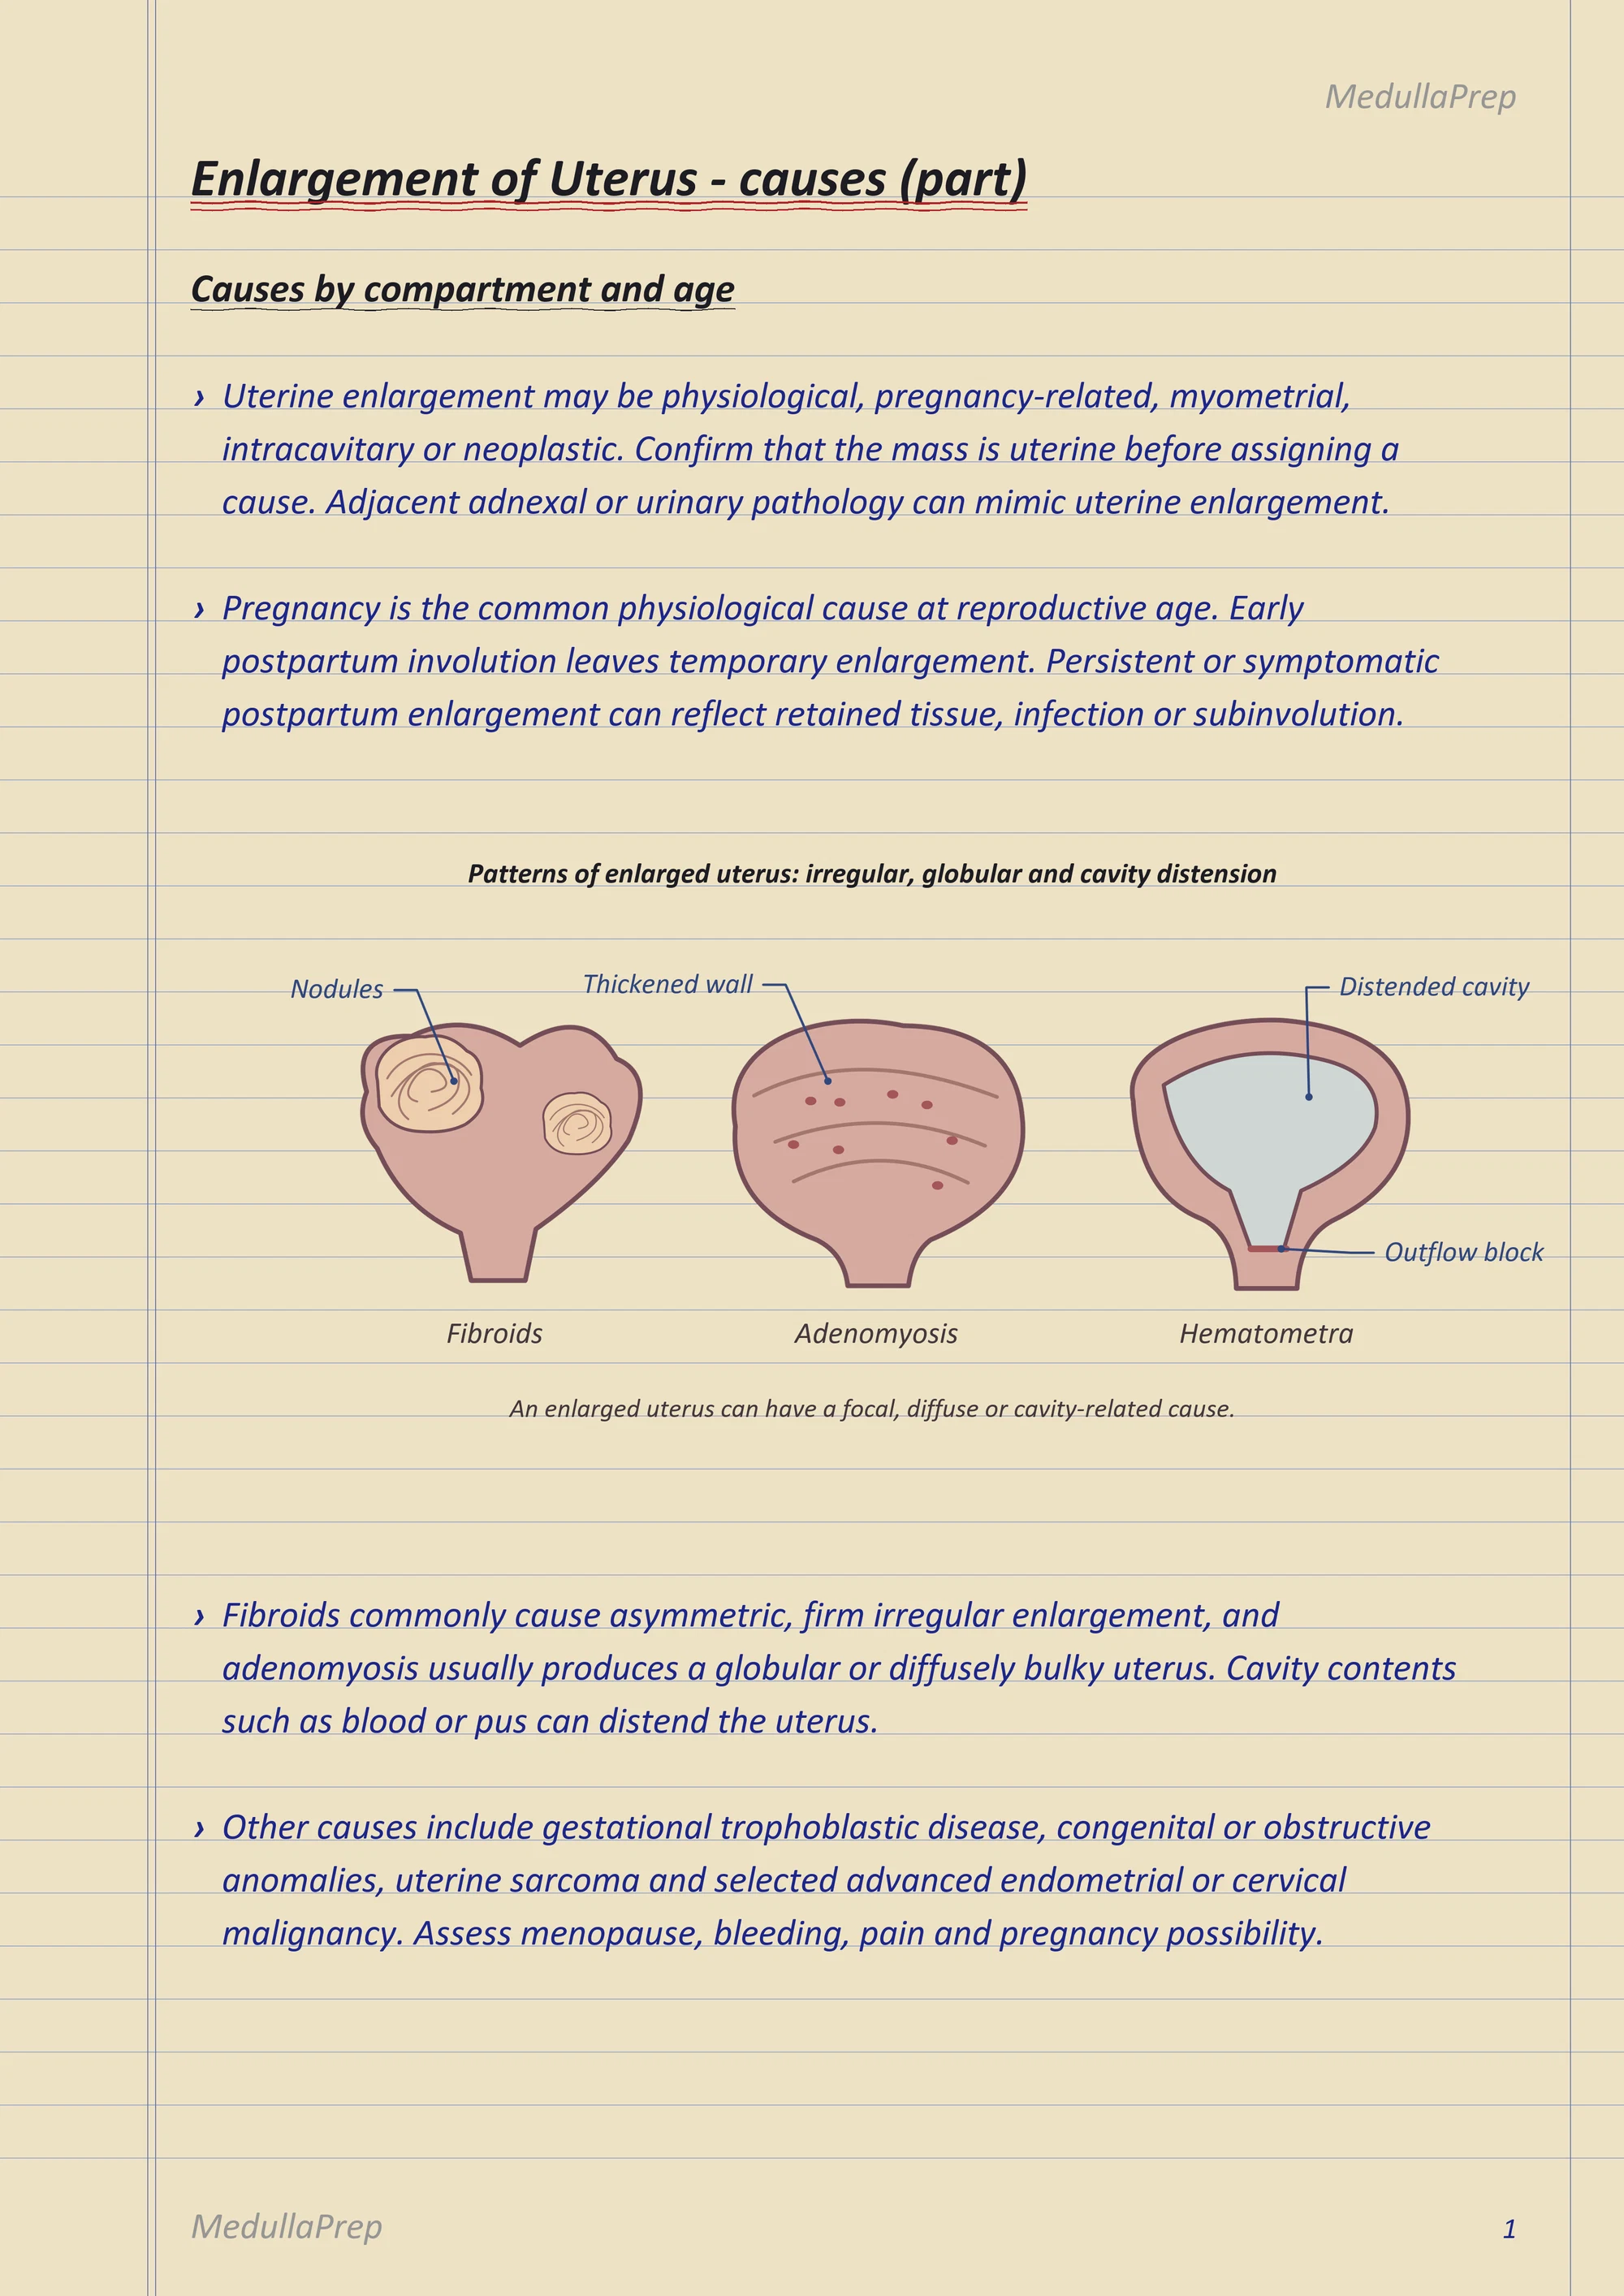 MedullaPrep
Enlargement of Uterus - causes (part)
Causes by compartment and age
› Uterine enlargement may be physiological, pregnancy-related, myometrial,
intracavitary or neoplastic. Confirm that the mass is uterine before assigning a
cause. Adjacent adnexal or urinary pathology can mimic uterine enlargement.
› Pregnancy is the common physiological cause at reproductive age. Early
postpartum involution leaves temporary enlargement. Persistent or symptomatic
postpartum enlargement can reflect retained tissue, infection or subinvolution.
Patterns of enlarged uterus: irregular, globular and cavity distension
Nodules
Thickened wall
Distended cavity
Outflow block
Fibroids
Adenomyosis
Hematometra
An enlarged uterus can have a focal, diffuse or cavity-related cause.
› Fibroids commonly cause asymmetric, firm irregular enlargement, and
adenomyosis usually produces a globular or diffusely bulky uterus. Cavity contents
such as blood or pus can distend the uterus.
› Other causes include gestational trophoblastic disease, congenital or obstructive
anomalies, uterine sarcoma and selected advanced endometrial or cervical
malignancy. Assess menopause, bleeding, pain and pregnancy possibility.
MedullaPrep
1